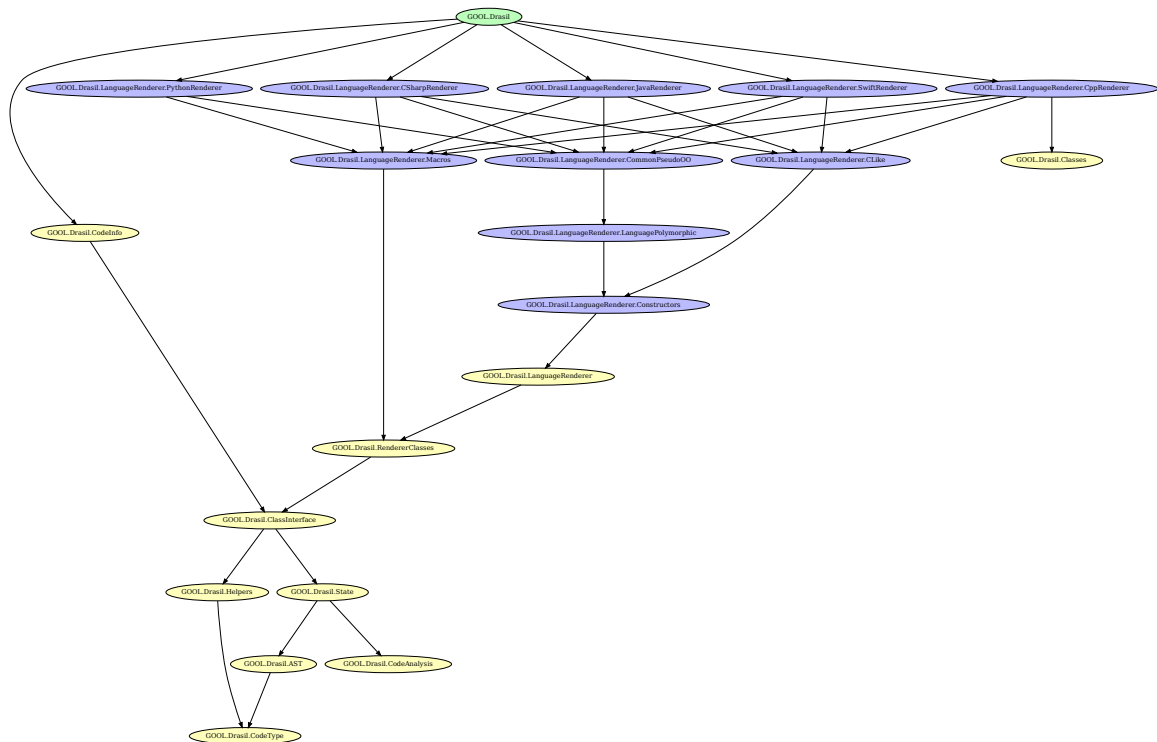 GOOL.Drasil
GOOL.Drasil.LanguageRenderer.PythonRenderer
GOOL.Drasil.LanguageRenderer.CSharpRenderer
GOOL.Drasil.LanguageRenderer.JavaRenderer
GOOL.Drasil.LanguageRenderer.SwiftRenderer
GOOL.Drasil.LanguageRenderer.CppRenderer
GOOL.Drasil.LanguageRenderer.Macros
GOOL.Drasil.LanguageRenderer.CommonPseudoOO
GOOL.Drasil.LanguageRenderer.CLike
GOOL.Drasil.Classes
GOOL.Drasil.CodeInfo
GOOL.Drasil.LanguageRenderer.LanguagePolymorphic
GOOL.Drasil.LanguageRenderer.Constructors
GOOL.Drasil.LanguageRenderer
GOOL.Drasil.RendererClasses
GOOL.Drasil.ClassInterface
GOOL.Drasil.Helpers
GOOL.Drasil.State
GOOL.Drasil.AST
GOOL.Drasil.CodeAnalysis
GOOL.Drasil.CodeType